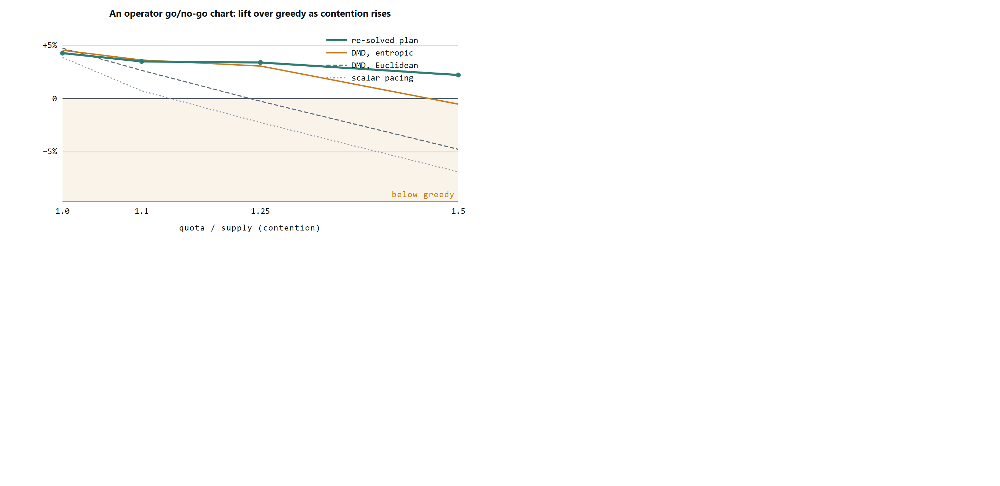 An operator go/no-go chart: lift over greedy as contention rises
+5%
re-solved plan
DMD, entropic
DMD, Euclidean
scalar pacing
0
−5%
below greedy
1.0 1.1 1.25 1.5
quota / supply (contention)